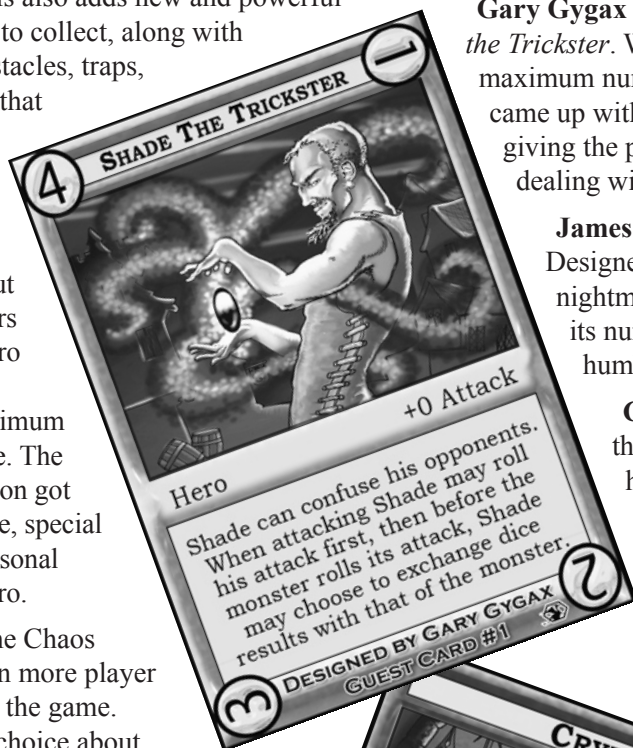 is also adds new and powerful
to collect, along with
stacles, traps,
that
ut
rs
ro
imum
e. The
on got
e, special
sonal
ro.
ne Chaos
n more player
the game.
choice about
4
SHADE THE TRICKSTER
1
+0 Attack
Hero
Shade can confuse his opponents.
When attacking Shade may roll
his attack first, then before the
monster rolls its attack, Shade
may choose to exchange dice
results with that of the monster.
3
DESIGNED BY GARY GYGAX
GUEST CARD #1
2
Gary Gygax
the Trickster. W
maximum nu
came up with
giving the p
dealing wi
James
Designe
nightm
its nu
hum
th
h